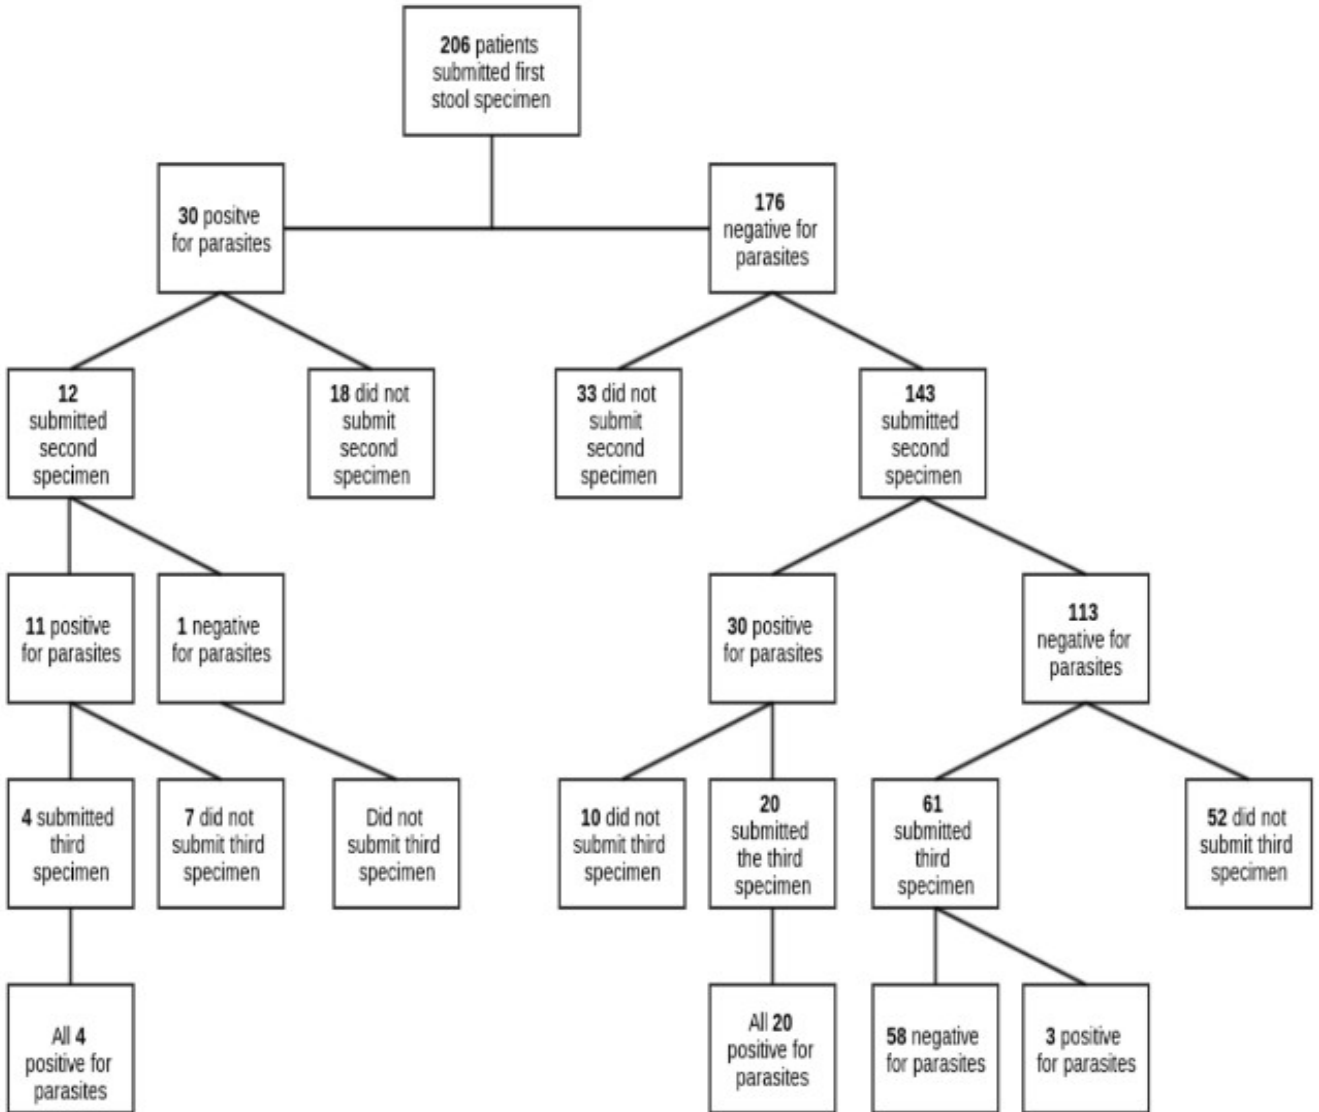 206 patients
submitted first
stool specimen
30 positve
for parasites
176
negative for
parasites
12
submitted
second
specimen
18 did not
submit
second
specimen
33 did not
submit
second
specimen
143
submitted
second
specimen
11 positive
for parasites
1 negative
for parasites
30 positive
for parasites
113
negative for
parasites
4 submitted
third
specimen
7 did not
submit third
specimen
Did not
submit third
specimen
10 did not
submit third
specimen
20
submitted
the third
specimen
61
submitted
third
specimen
52 did not
submit third
specimen
All 4
positive for
parasites
All 20
positive for
parasites
58 negative
for parasites
3 positive
for parasites